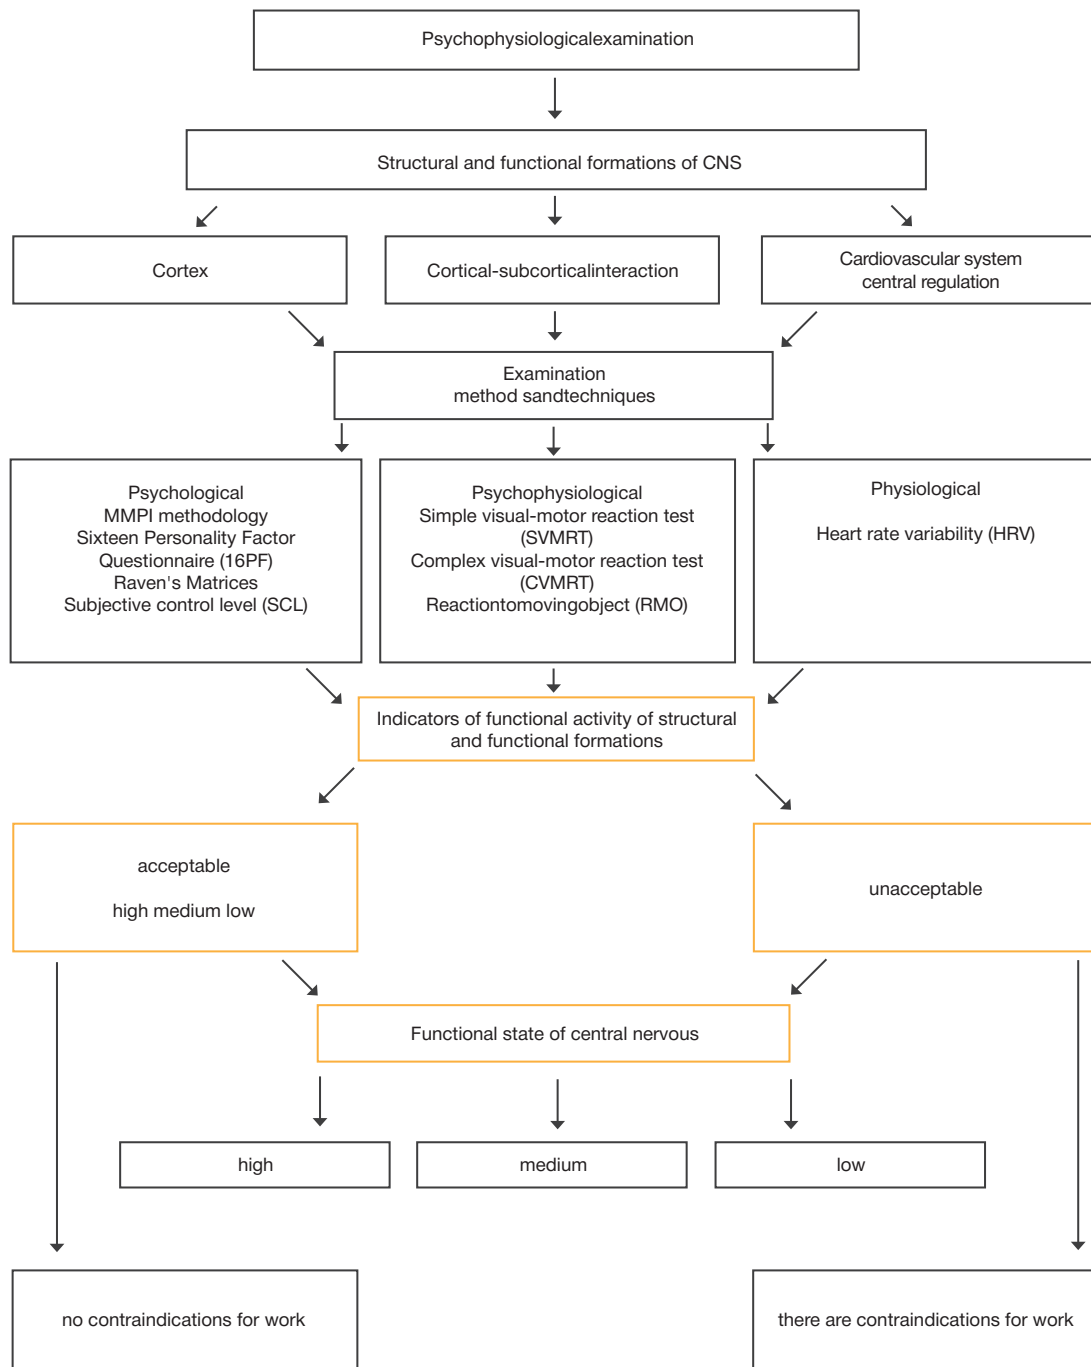 Psychophysiologicalexamination
Structural and functional formations of CNS
Cortex
Cortical-subcorticalinteraction
Cardiovascular system
central regulation
Examination
method sandtechniques
Psychological
MMPI methodology
Sixteen Personality Factor
Questionnaire (16PF)
Raven's Matrices
Subjective control level (SCL)
Psychophysiological
Simple visual-motor reaction test
(SVMRT)
Complex visual-motor reaction test
(CVMRT)
Reactiontomovingobject (RMO)
Physiological
Heart rate variability (HRV)
Indicators of functional activity of structural
and functional formations
acceptable
high medium low
unacceptable
Functional state of central nervous
high
medium
low
no contraindications for work
there are contraindications for work